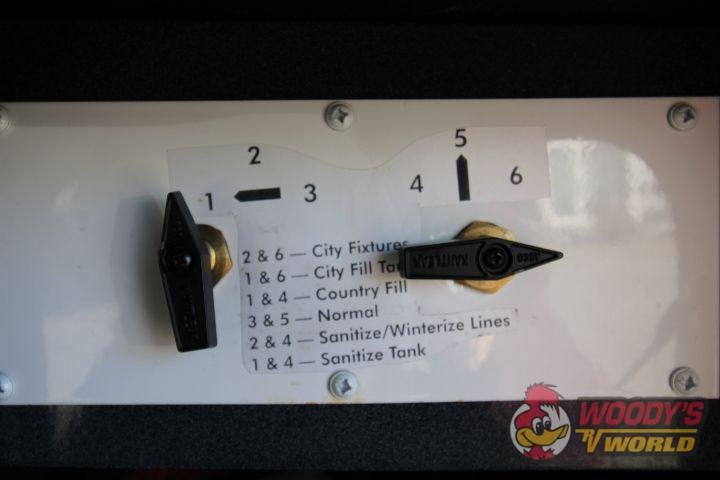 2
5
1
3
4
6
2 & 6 — City Fixtures
1 & 6 — City Fill
1 & 4 — Country Fill
3 & 5 — Normal
2 & 4 — Sanitize/Winterize Lines
1 & 4 — Sanitize Tank
WOODY'S
RV WORLD